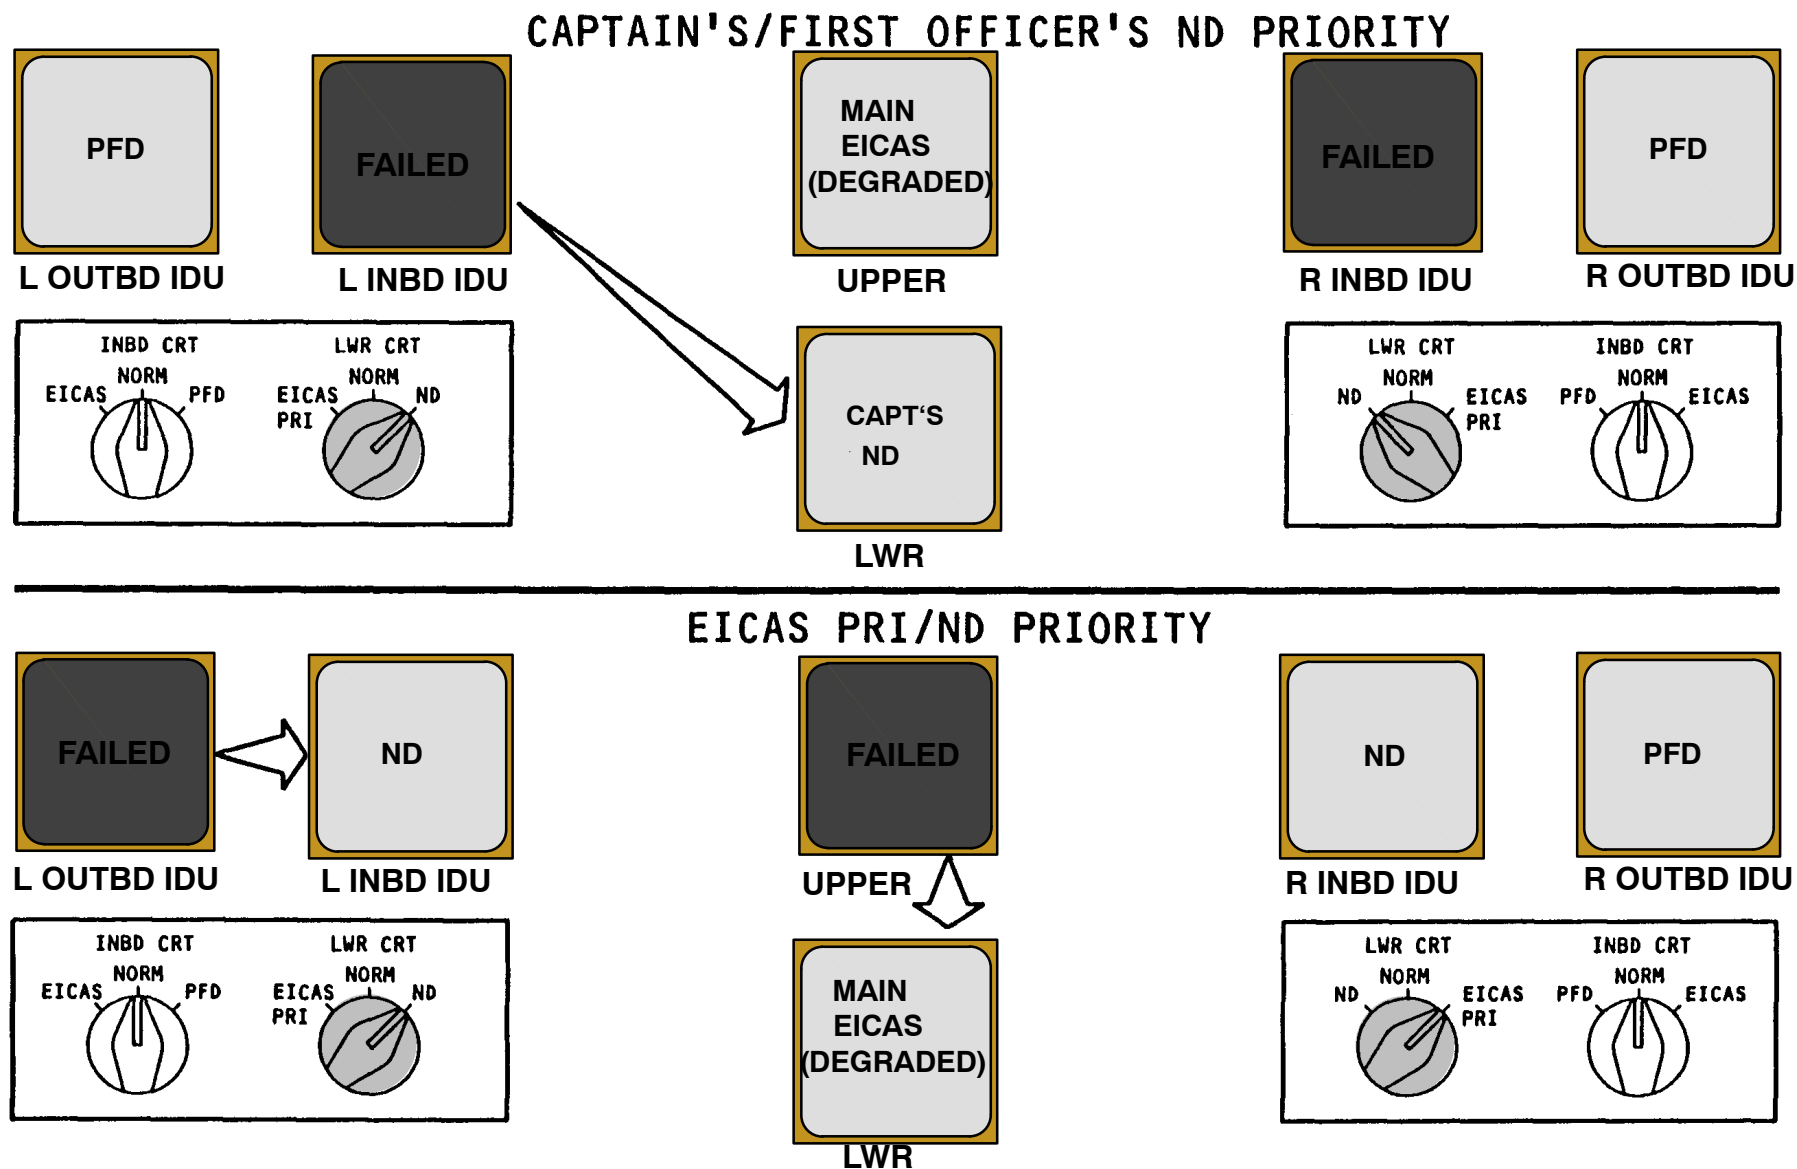 CAPTAIN'S/FIRST OFFICER'S ND PRIORITY
PFD
FAILED
MAIN
EICAS
(DEGRADED)
FAILED
PFD
L OUTBD IDU
L INBD IDU
UPPER
R INBD IDU
R OUTBD IDU
INBD CRT
NORM
EICAS
PFD
LWR CRT
NORM
EICAS
PRI
ND
CAPT‘S
ND
LWR
LWR CRT
NORM
ND
EICAS
PRI
INBD CRT
NORM
PFD
EICAS
EICAS PRI/ND PRIORITY
FAILED
ND
FAILED
ND
PFD
L OUTBD IDU
L INBD IDU
UPPER
R INBD IDU
R OUTBD IDU
INBD CRT
NORM
EICAS
PFD
LWR CRT
NORM
EICAS
PRI
ND
MAIN
EICAS
(DEGRADED)
LWR
LWR CRT
NORM
ND
EICAS
PRI
INBD CRT
NORM
PFD
EICAS